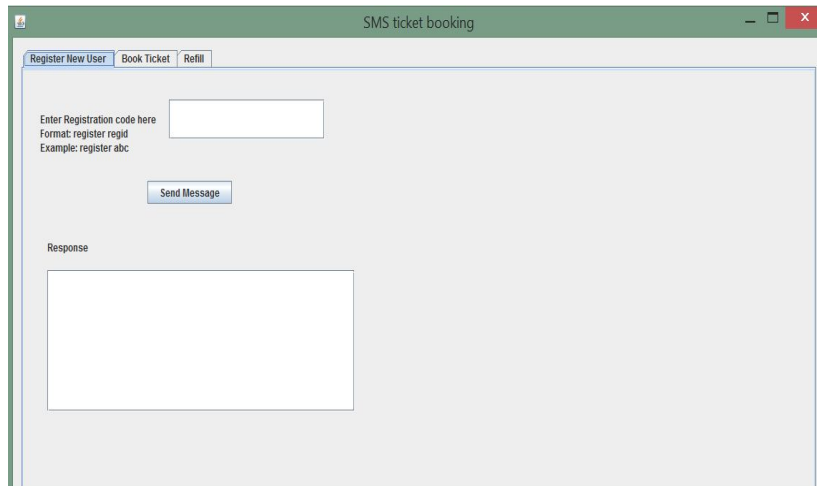 SMS ticket booking
Register New User Book Ticket Refill
Enter Registration code here
Format: register regid
Example: register abc
Send Message
Response